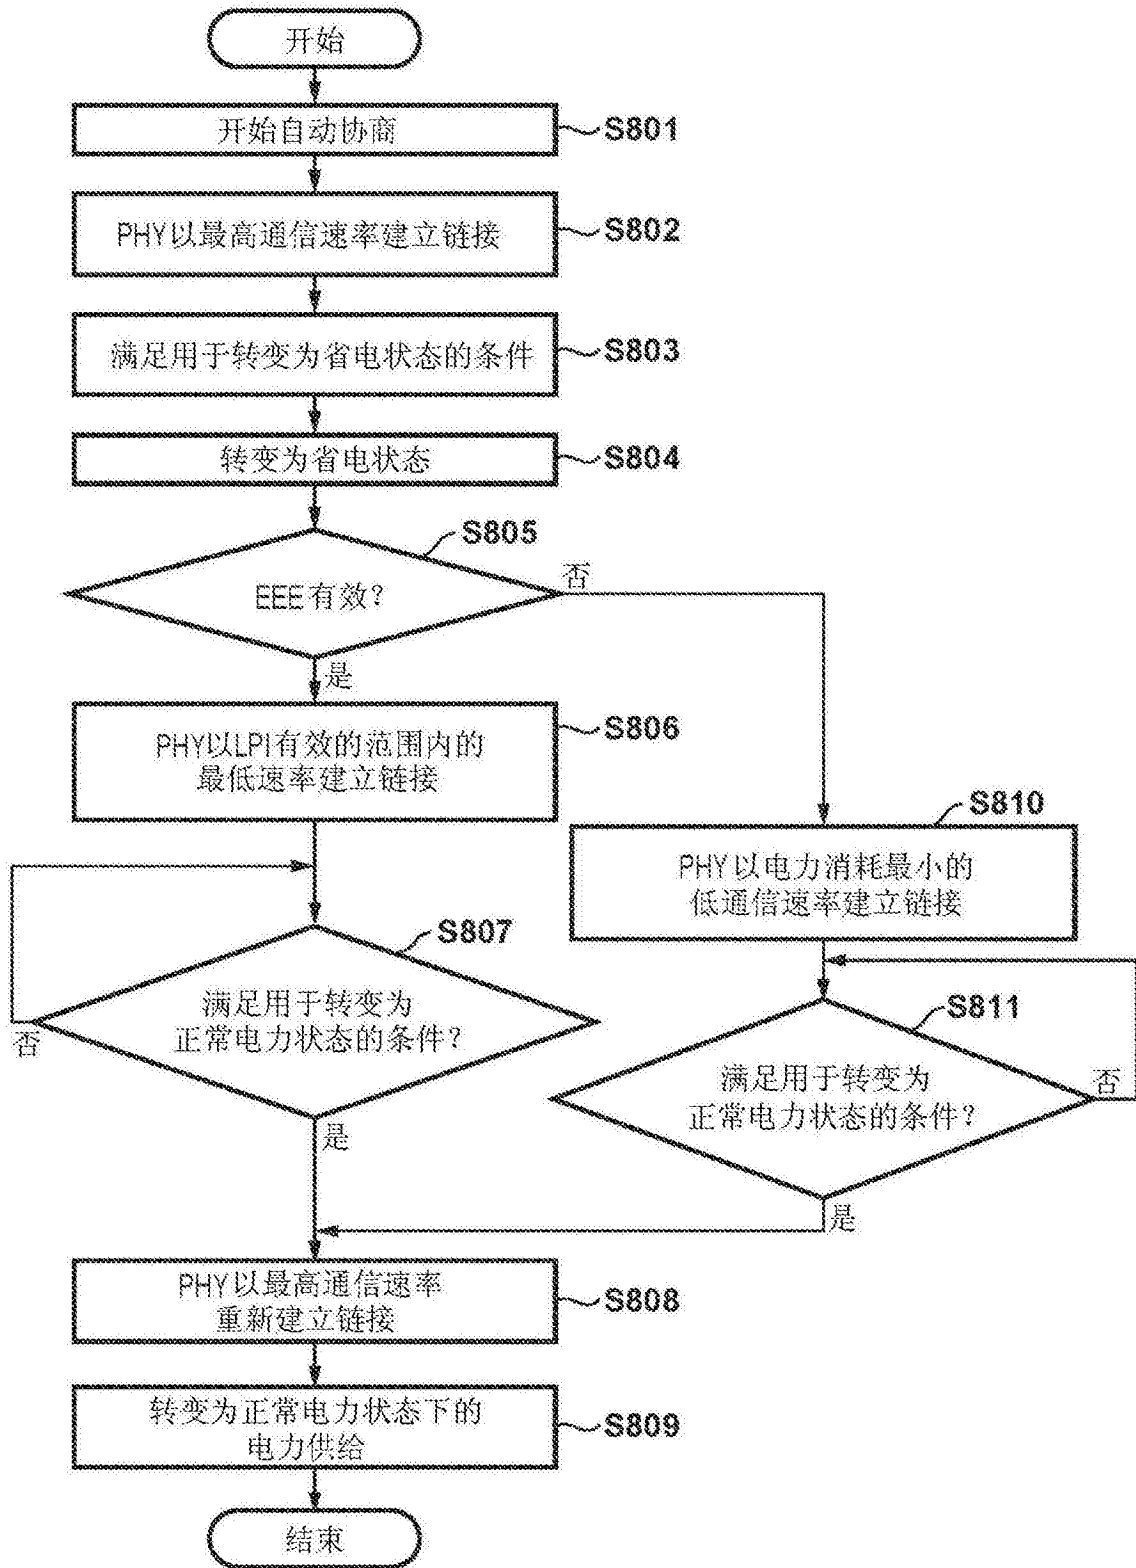 开始
开始自动协商
S801
PHY以最高通信速率建立链接
S802
满足用于转变为省电状态的条件
S803
转变为省电状态
S804
S805
EEE有效?
否
是
PHY以LPI有效的范围内的
最低速率建立链接
S806
S810
PHY以电力消耗最小的
低通信速率建立链接
S807
满足用于转变为
正常电力状态的条件?
否
是
S811
满足用于转变为
正常电力状态的条件?
否
是
PHY以最高通信速率
重新建立链接
S808
转变为正常电力状态下的
电力供给
S809
结束